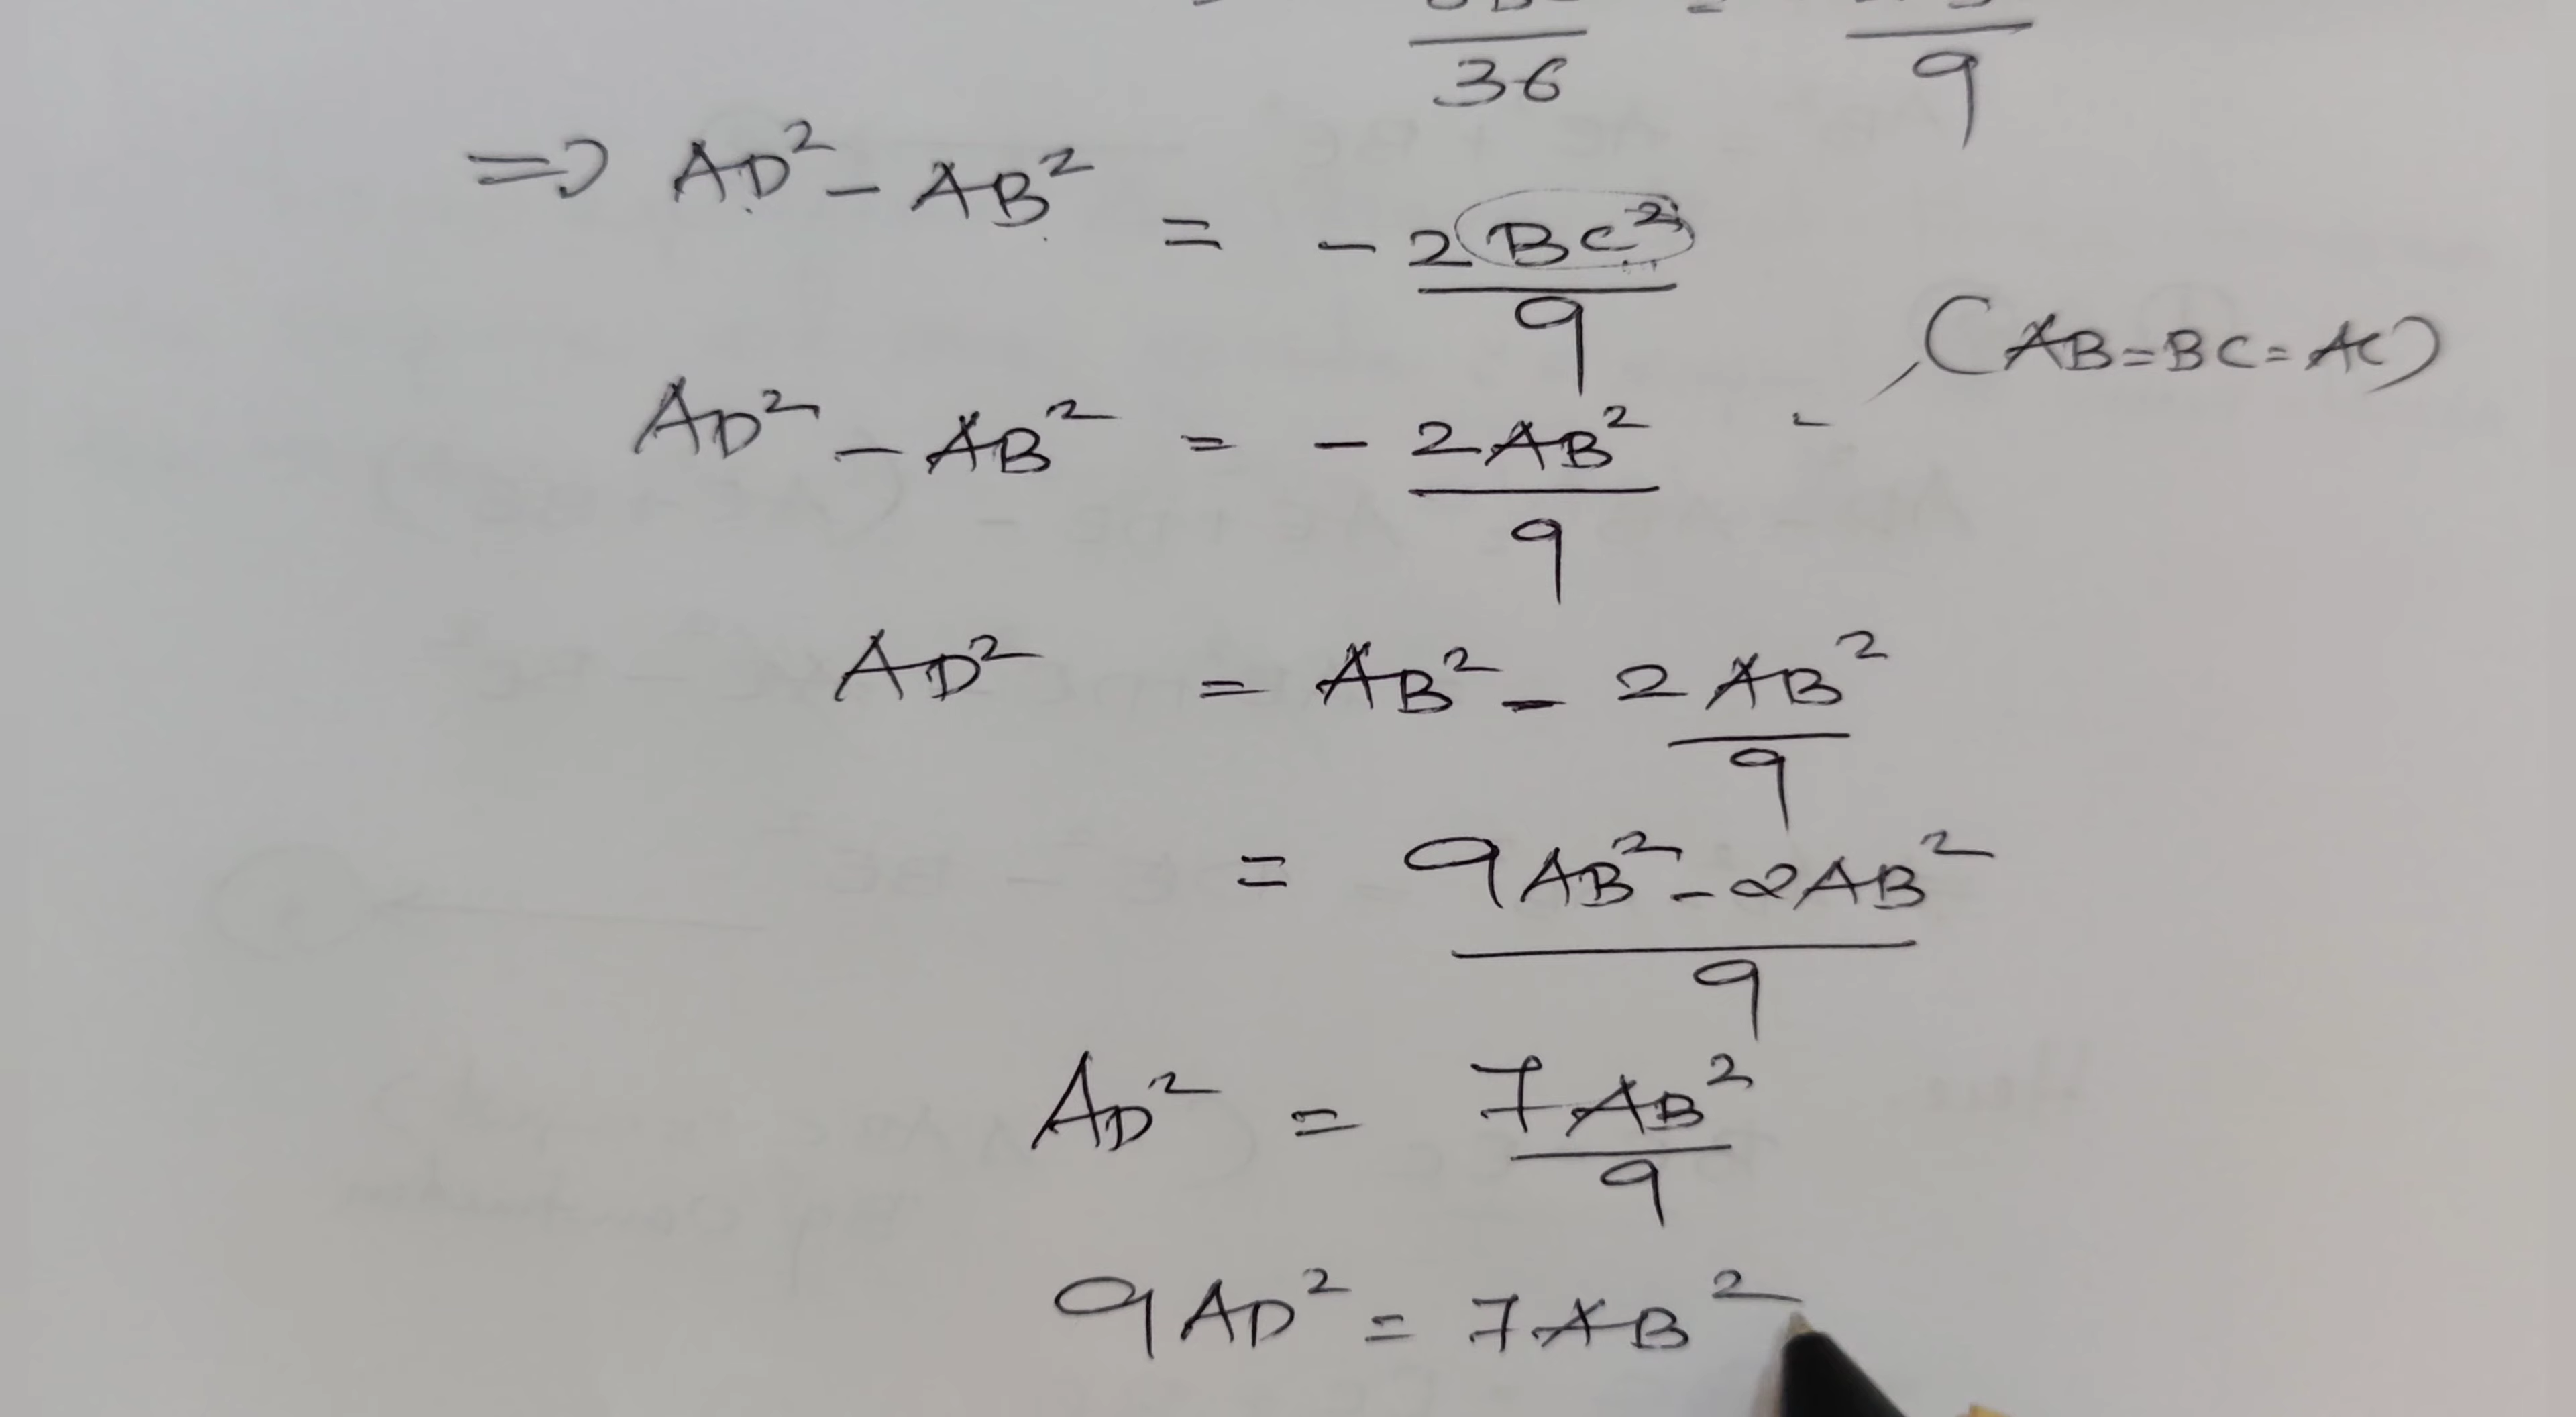 = ‾36 = ‾9
=> AD² - AB² = - 2BC²/9
(AB=BC=AC)
AD² - AB² = - 2AB²/9
AD² = AB² - 2AB²/9
= 9AB² - 2AB²/9
AD² = 7AB²/9
9AD² = 7AB²